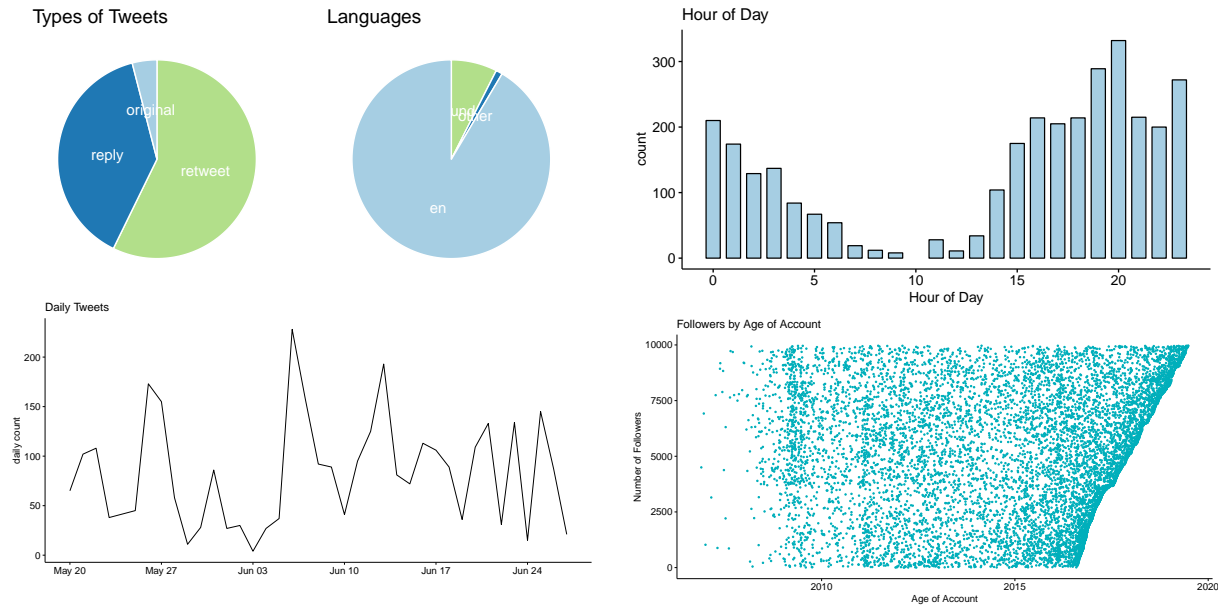 Types of Tweets
original
reply
retweet
Languages
und
other
en
Hour of Day
count
300
200
100
0
0 5 10 15 20
Hour of Day
Daily Tweets
daily count
200
150
100
50
0
May 20 May 27 Jun 03 Jun 10 Jun 17 Jun 24
Followers by Age of Account
Number of Followers
10000
7500
5000
2500
0
2010 2015 2020
Age of Account